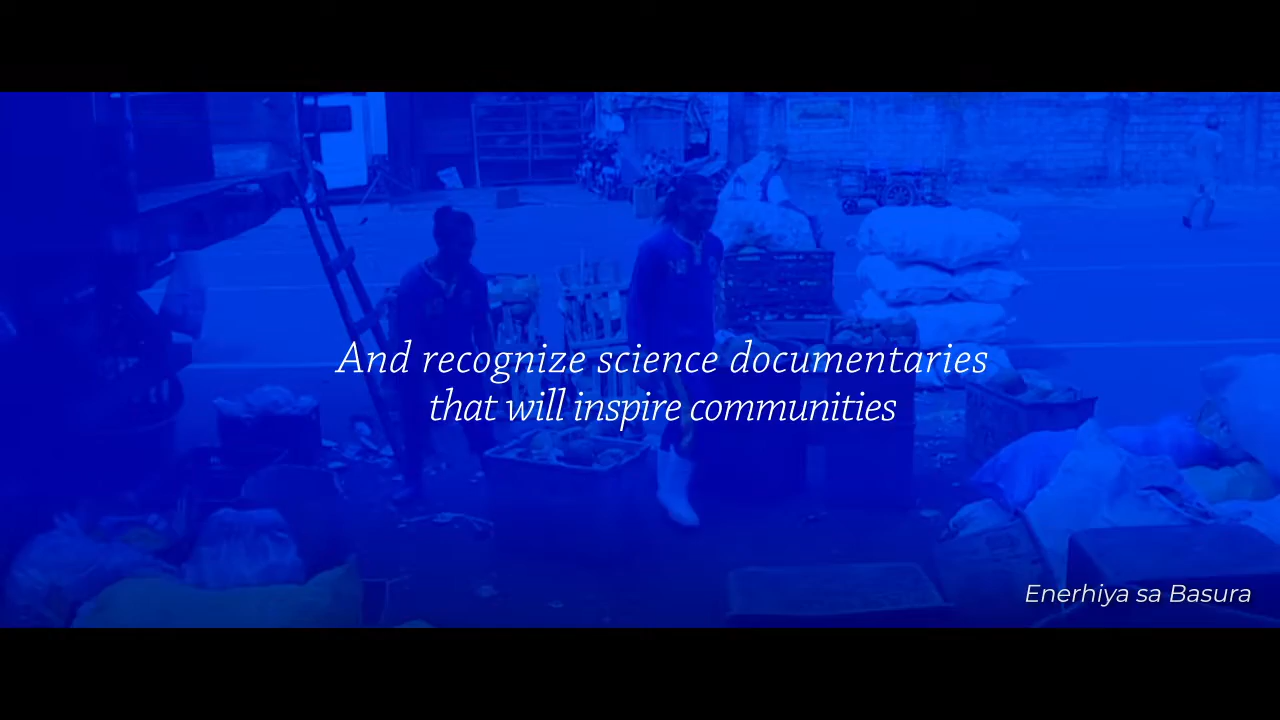 And recognize science documentaries
that will inspire communities
Enerhiya sa Basura